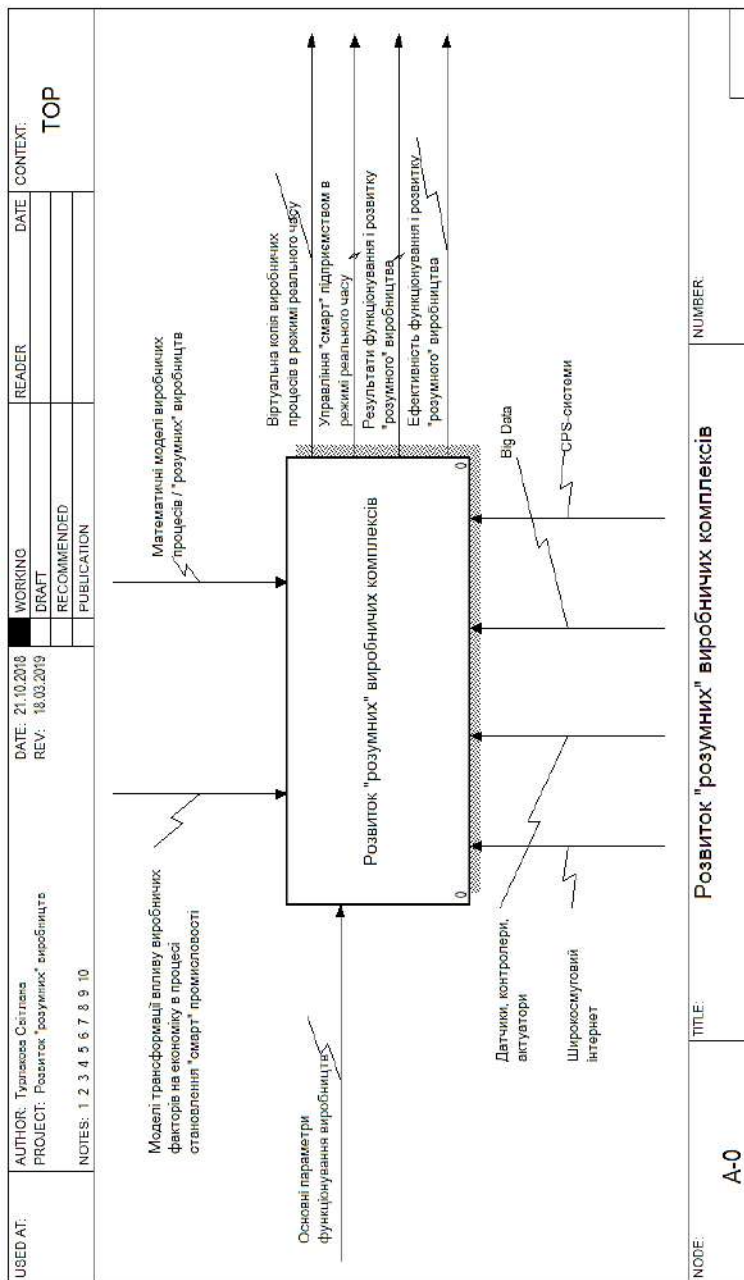 USED AT:
AUTHOR: Турлакова Світлана
PROJECT: Розвиток "розумних" виробництв
NOTES: 1 2 3 4 5 6 7 8 9 10
DATE: 21.10.2018
REV: 18.03.2019
WORKING
DRAFT
RECOMMENDED
PUBLICATION
READER
DATE
CONTEXT:
TOP
Моделі трансформації впливу виробничих
факторів на економіку в процесі
становлення "смарт" промисловості
Математичні моделі виробничих
процесів / "розумних" виробництв
Основні параметри
функціонування виробництв
Розвиток "розумних" виробничих комплексів
0
0
Віртуальна копія виробничих
процесів в режимі реального часу
Управління "смарт" підприємством в
режимі реального часу
Результати функціонування і розвитку
"розумного" виробництва
Ефективність функціонування і розвитку
"розумного" виробництва
Датчики, контролери,
актуатори
Широкосмуговий
інтернет
Big Data
CPS-системи
NODE:
A-0
TITLE:
Розвиток "розумних" виробничих комплексів
NUMBER: